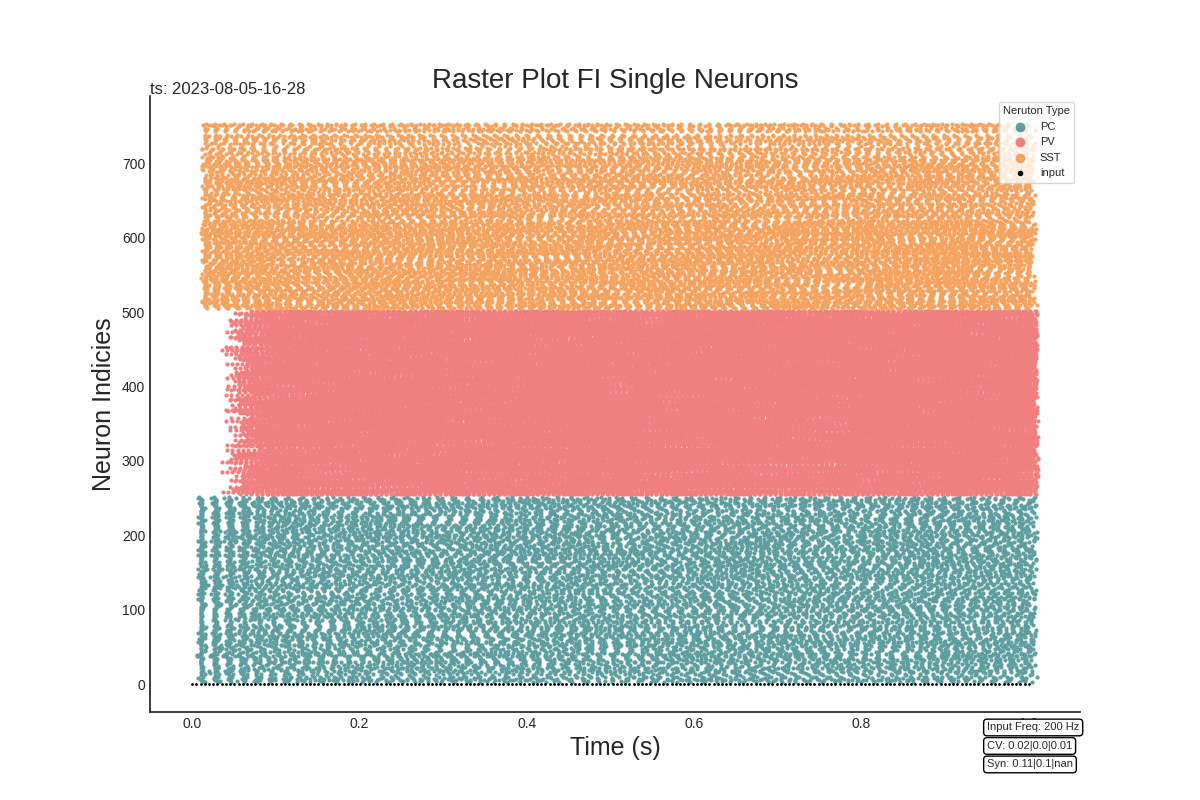 Raster Plot FI Single Neurons
ts: 2023-08-05-16-28
Neruton Type
PC
PV
SST
input
Neuron Indicies
700
600
500
400
300
200
100
0
0.0 0.2 0.4 0.6 0.8
Time (s)
Input Freq: 200 Hz
CV: 0.02|0.0|0.01
Syn: 0.11|0.1|nan